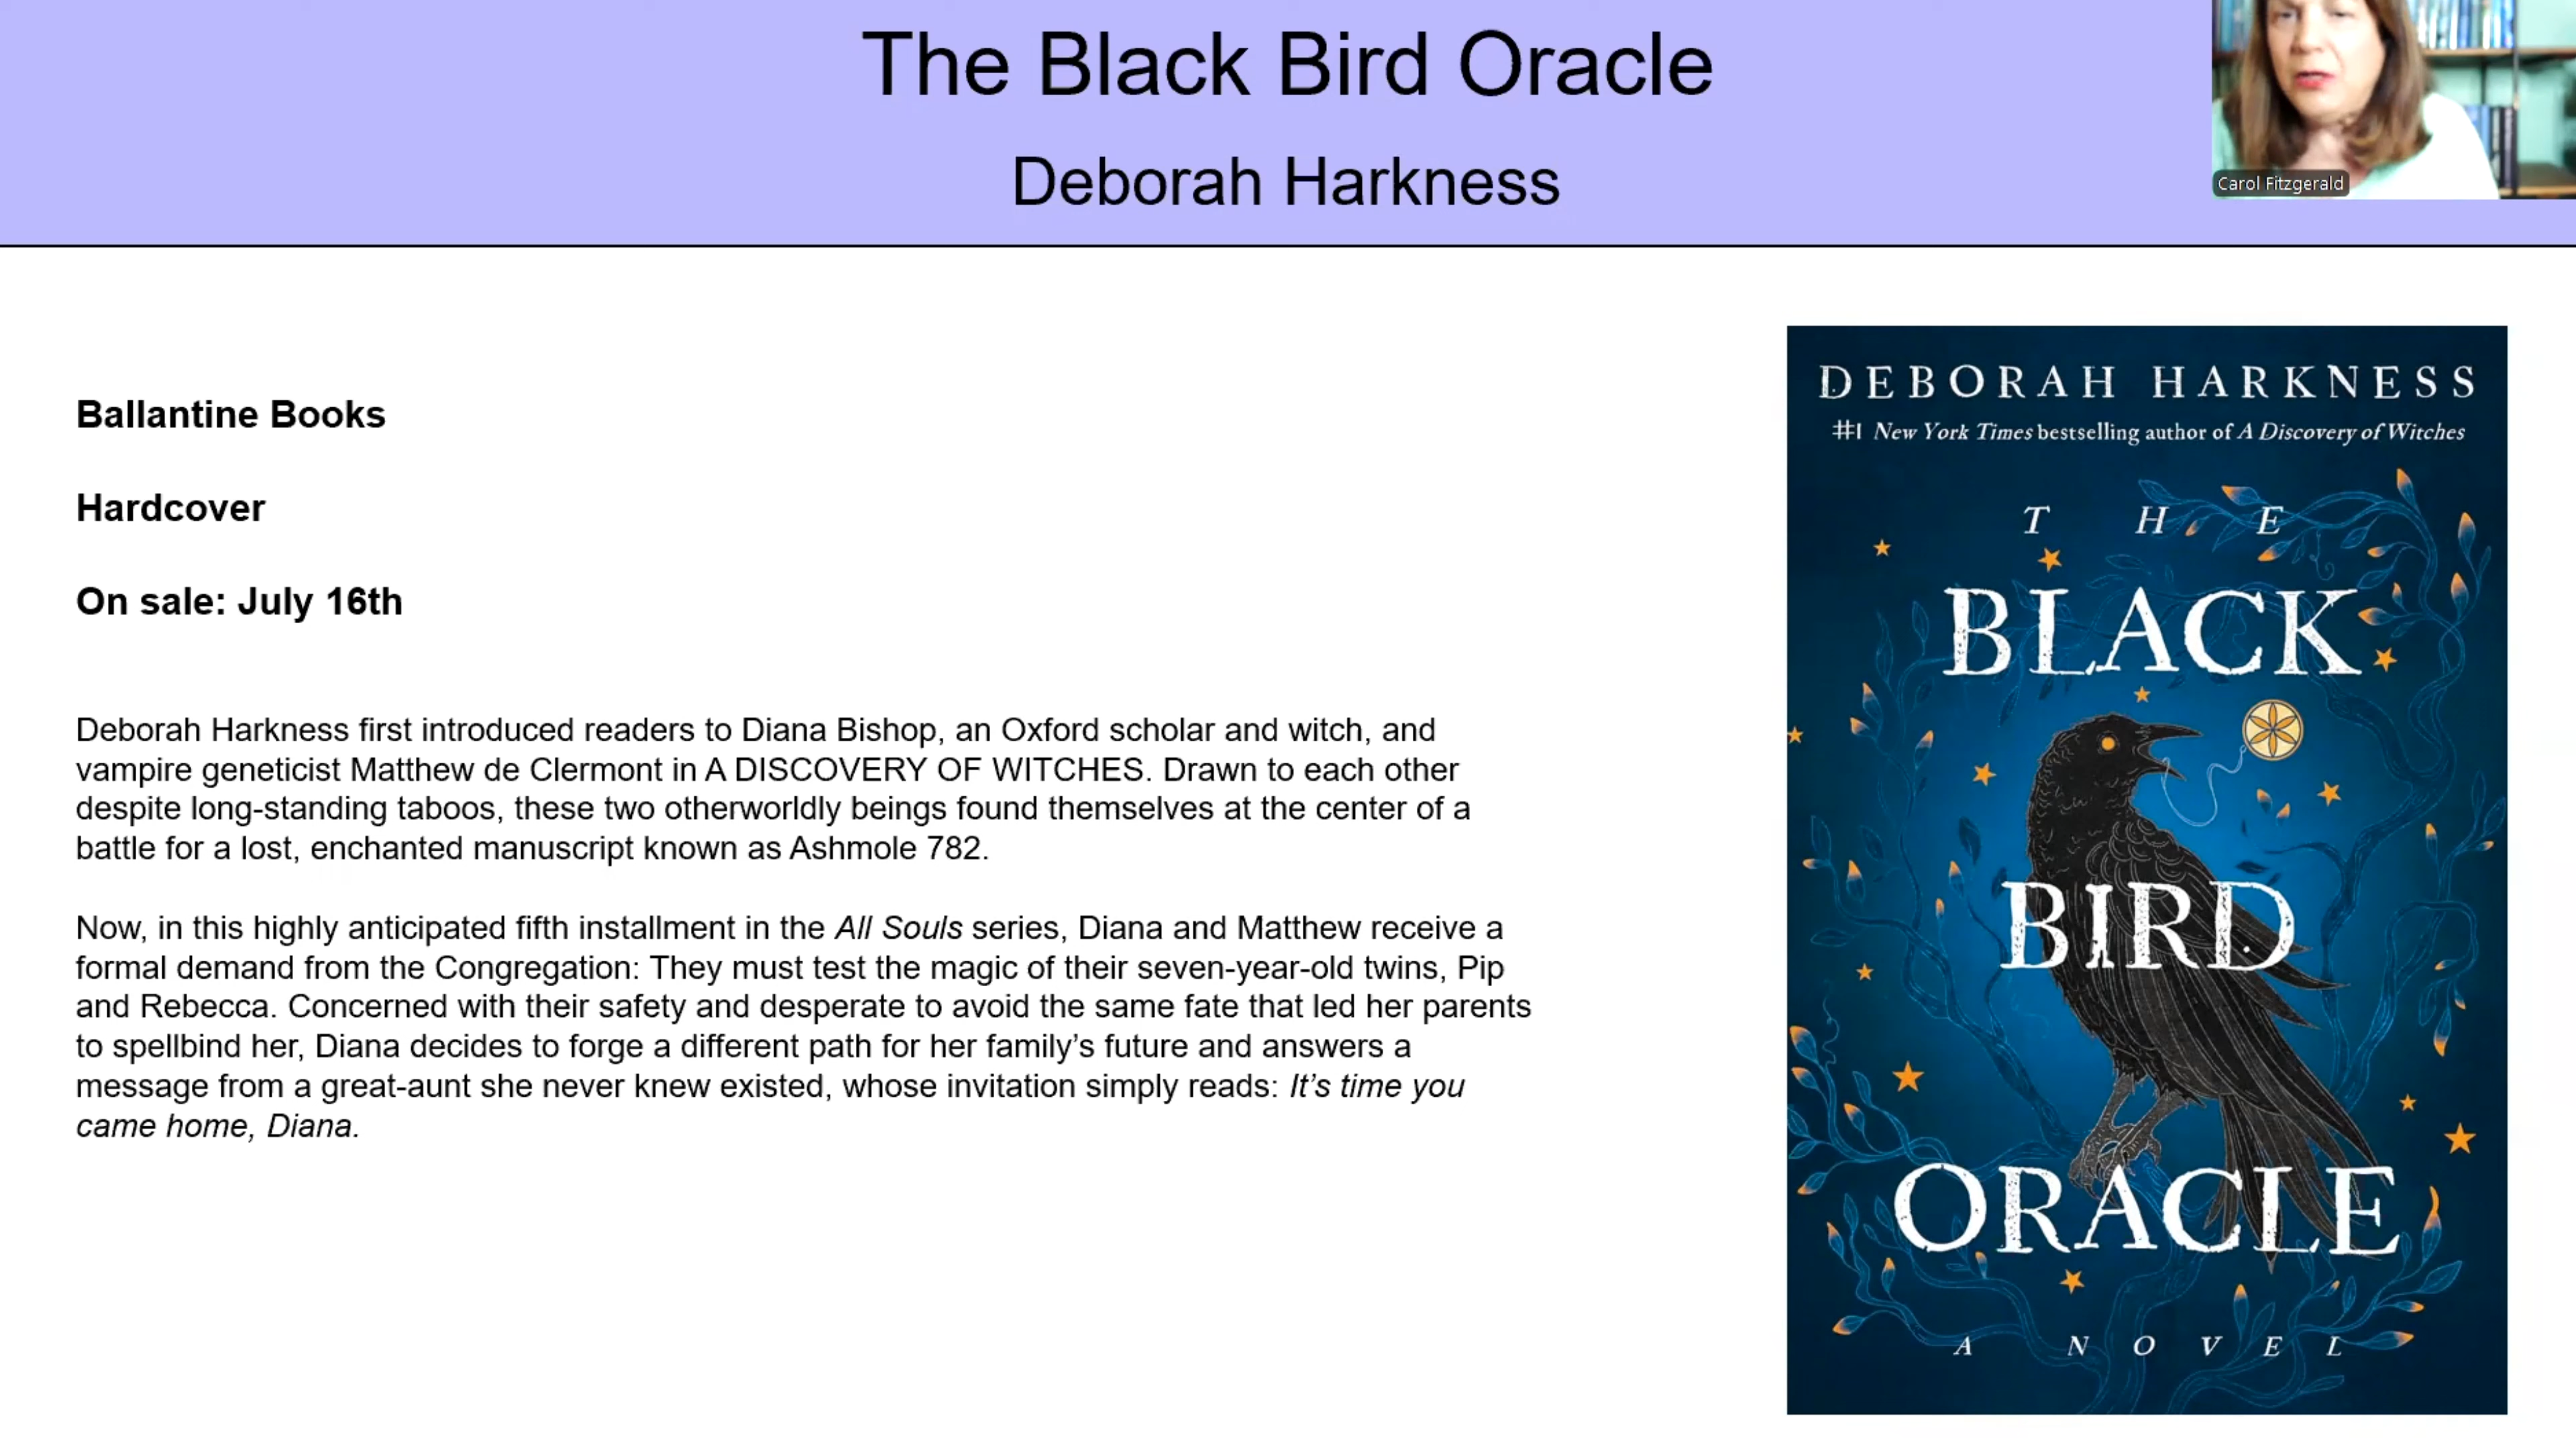 The Black Bird Oracle
Deborah Harkness
Carol Fitzgerald
Ballantine Books
Hardcover
On sale: July 16th
Deborah Harkness first introduced readers to Diana Bishop, an Oxford scholar and witch, and
vampire geneticist Matthew de Clermont in A DISCOVERY OF WITCHES. Drawn to each other
despite long-standing taboos, these two otherworldly beings found themselves at the center of a
battle for a lost, enchanted manuscript known as Ashmole 782.
Now, in this highly anticipated fifth installment in the All Souls series, Diana and Matthew receive a
formal demand from the Congregation: They must test the magic of their seven-year-old twins, Pip
and Rebecca. Concerned with their safety and desperate to avoid the same fate that led her parents
to spellbind her, Diana decides to forge a different path for her family’s future and answers a
message from a great-aunt she never knew existed, whose invitation simply reads: It’s time you
came home, Diana.
DEBORAH HARKNESS
#1 New York Times bestselling author of A Discovery of Witches
THE
BLACK
BIRD
ORACLE
A NOVEL